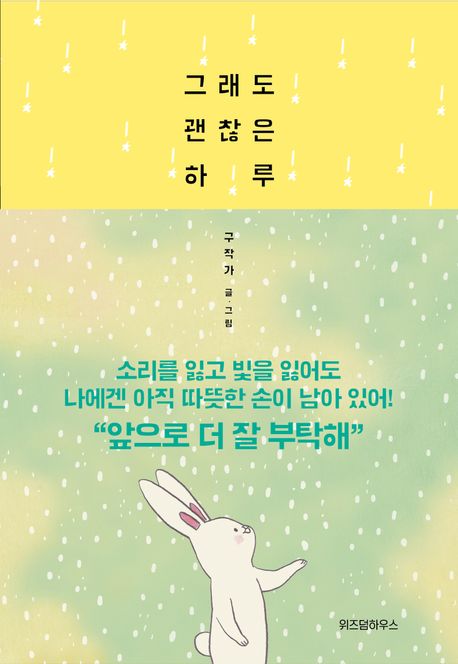 그래도
괜찮은
하루
구작가 글·그림
소리를 잃고 빛을 잃어도
나에겐 아직 따뜻한 손이 남아 있어!
“앞으로 더 잘 부탁해”
위즈덤하우스